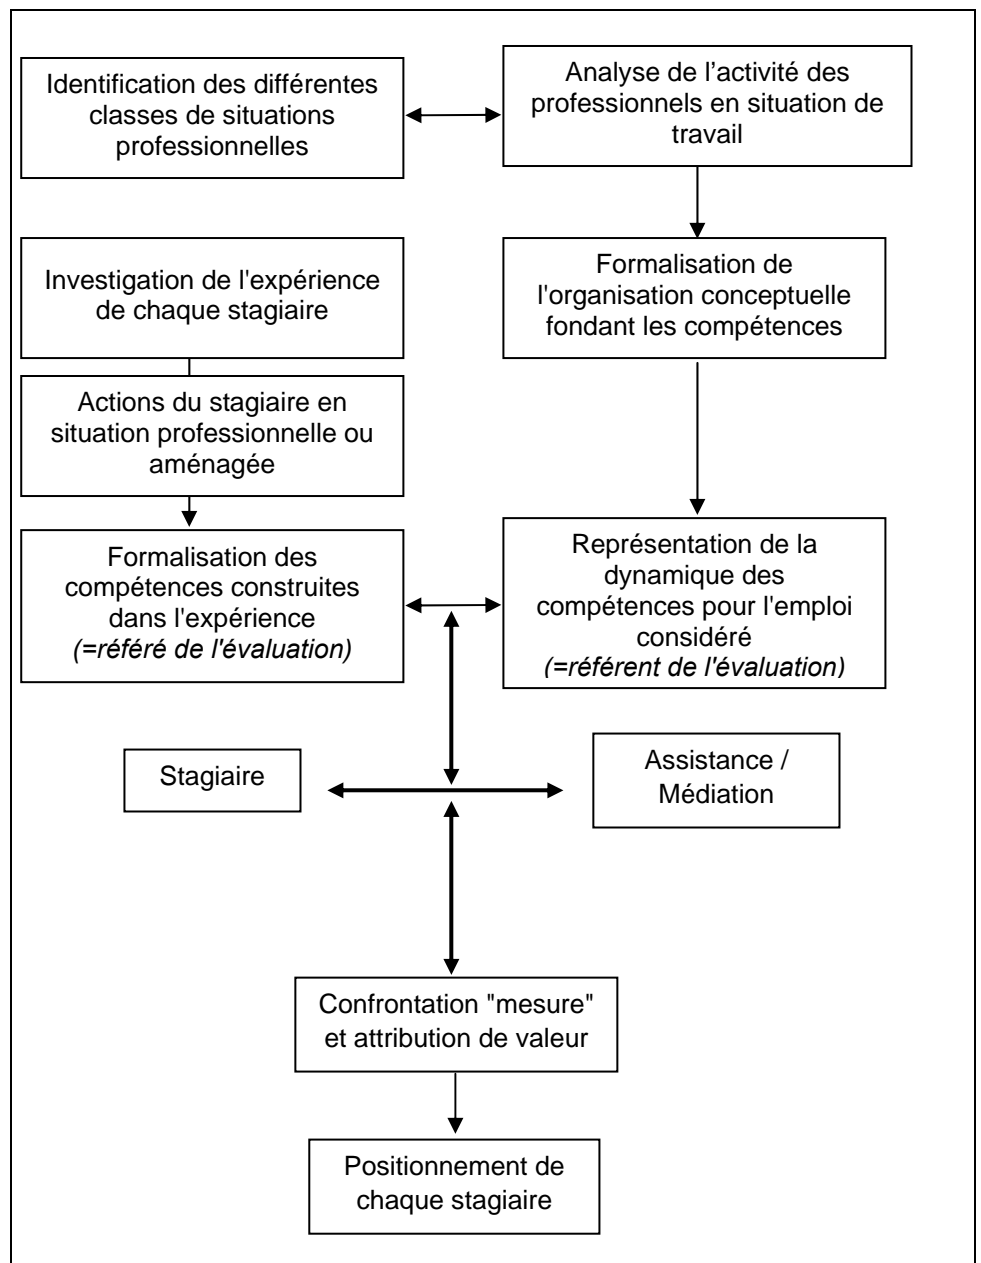 Identification des différentes
classes de situations
professionnelles
Analyse de l’activité des
professionnels en situation de
travail
Investigation de l'expérience
de chaque stagiaire
Formalisation de
l'organisation conceptuelle
fondant les compétences
Actions du stagiaire en
situation professionnelle ou
aménagée
Formalisation des
compétences construites
dans l'expérience
(=référé de l'évaluation)
Représentation de la
dynamique des
compétences pour l'emploi
considéré
(=référent de l'évaluation)
Stagiaire
Assistance /
Médiation
Confrontation "mesure"
et attribution de valeur
Positionnement de
chaque stagiaire